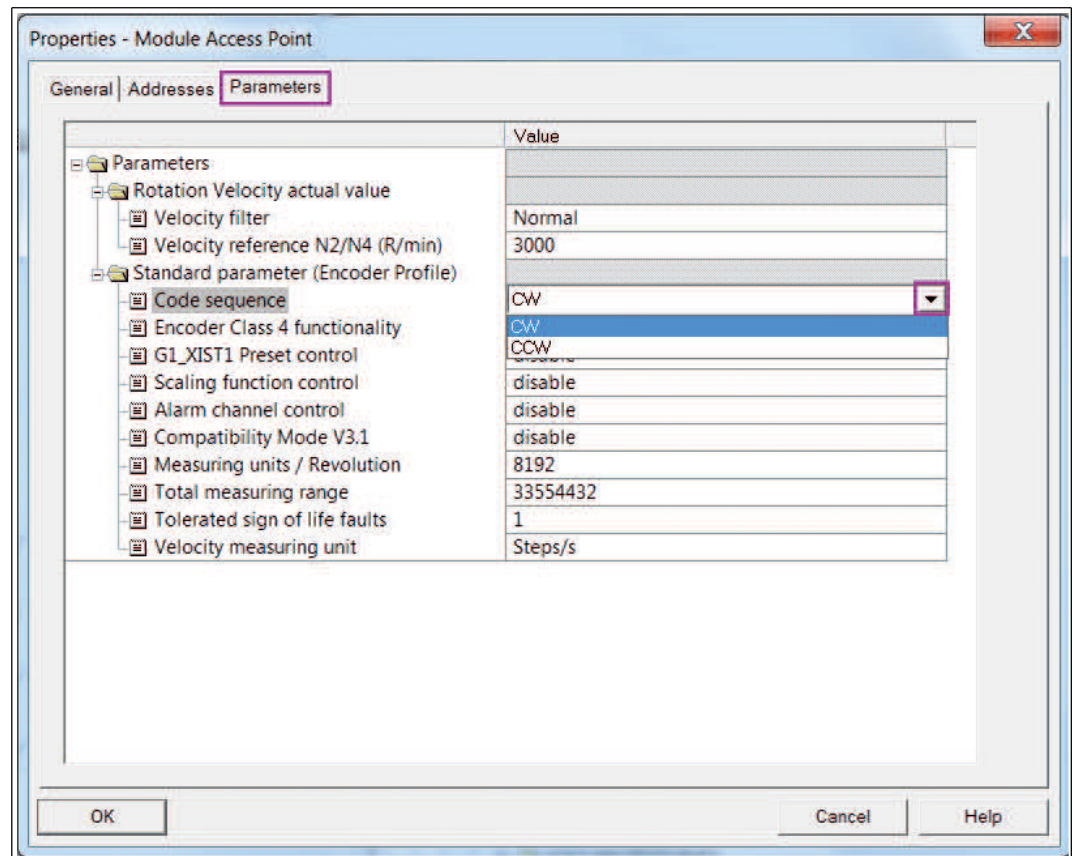 Properties - Module Access Point
General Addresses Parameters
Value
Parameters
Rotation Velocity actual value
Velocity filter Normal
Velocity reference N2/N4 (R/min) 3000
Standard parameter (Encoder Profile)
Code sequence CW
Encoder Class 4 functionality CW
G1_XIST1 Preset control CCW
Scaling function control disable
Alarm channel control disable
Compatibility Mode V3.1 disable
Measuring units / Revolution 8192
Total measuring range 33554432
Tolerated sign of life faults 1
Velocity measuring unit Steps/s
OK Cancel Help